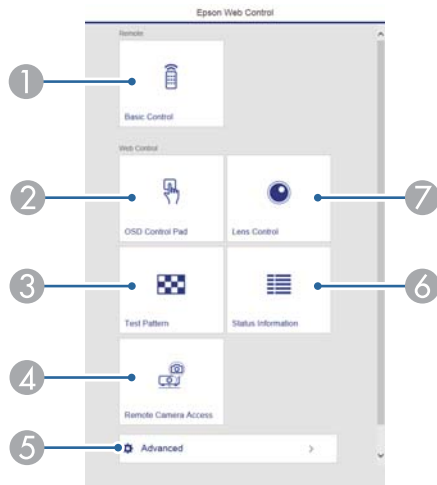 Epson Web Control
Remote
1
Basic Control
Web Control
2
7
OSD Control Pad
Lens Control
3
6
Test Pattern
Status Information
4
Remote Camera Access
5
Advanced